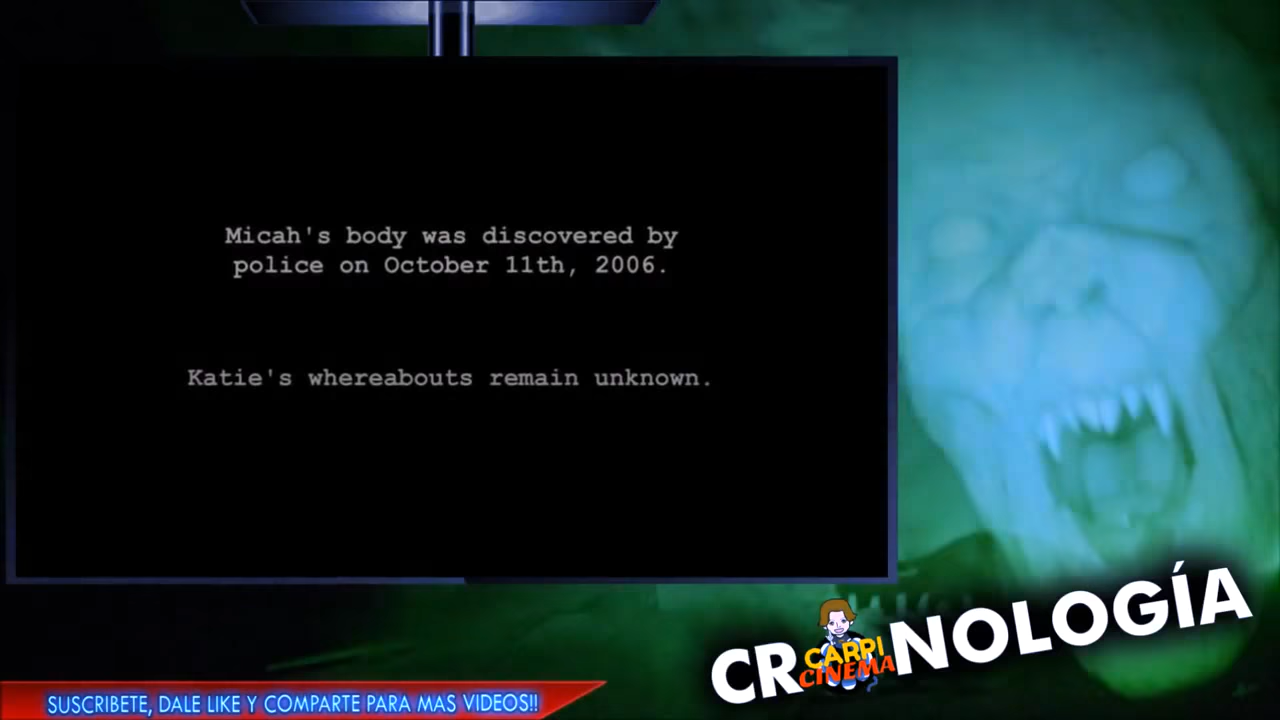 Micah's body was discovered by
police on October 11th, 2006.
Katie's whereabouts remain unknown.
CRONOLOGÍA
CARPI
CINEMA
SUSCRIBETE, DALE LIKE Y COMPARTE PARA MAS VIDEOS!!